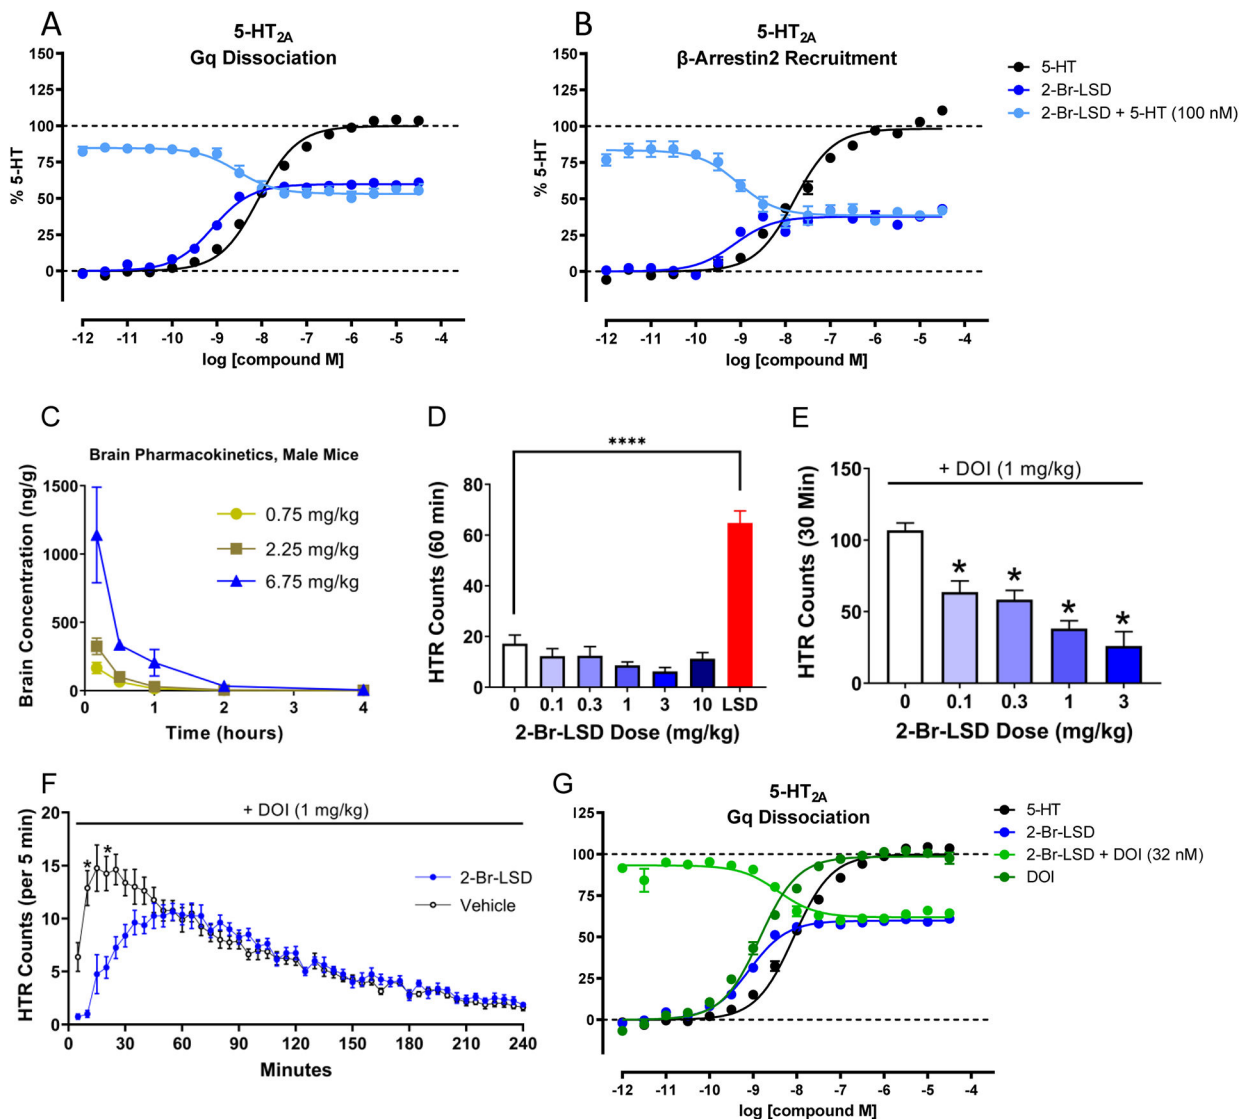 A
5-HT2A
Gq Dissociation
% 5-HT
150
100
75
50
25
0
-12 -11 -10 -9 -8 -7 -6 -5 -4
log [compound M]
B
5-HT2A
β-Arrestin2 Recruitment
% 5-HT
150
100
75
50
25
0
-12 -11 -10 -9 -8 -7 -6 -5 -4
log [compound M]
5-HT
2-Br-LSD
2-Br-LSD + 5-HT (100 nM)
C
Brain Pharmacokinetics, Male Mice
Brain Concentration (ng/g)
1500
1000
500
0
0 1 2 3 4
Time (hours)
0.75 mg/kg
2.25 mg/kg
6.75 mg/kg
D
****
HTR Counts (60 min)
80
60
40
20
0
0 0.1 0.3 1 3 10 LSD
2-Br-LSD Dose (mg/kg)
E
+ DOI (1 mg/kg)
HTR Counts (30 Min)
150
100
50
0
* * * *
0 0.1 0.3 1 3
2-Br-LSD Dose (mg/kg)
F
+ DOI (1 mg/kg)
HTR Counts (per 5 min)
20
15
10
5
0
* *
2-Br-LSD
Vehicle
0 30 60 90 120 150 180 210 240
Minutes
G
5-HT2A
Gq Dissociation
125
100
75
50
25
0
-12 -11 -10 -9 -8 -7 -6 -5 -4
log [compound M]
5-HT
2-Br-LSD
2-Br-LSD + DOI (32 nM)
DOI